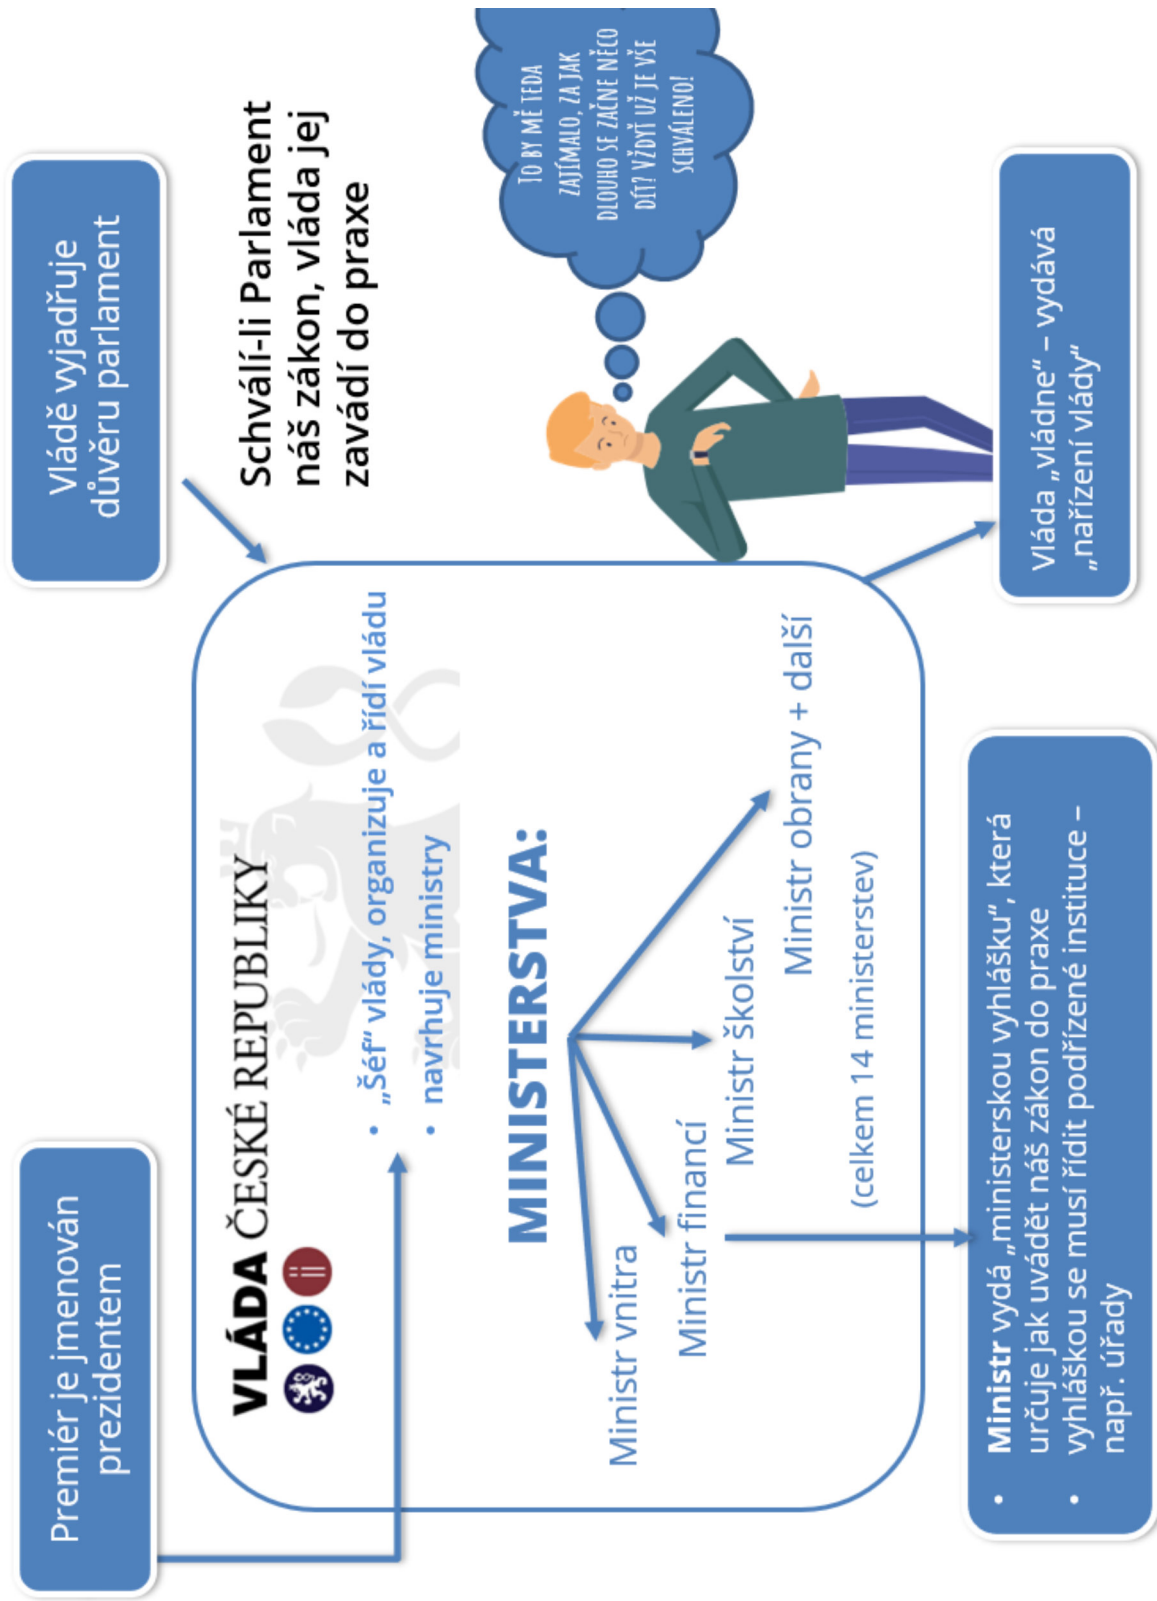 Premiér je jmenován
prezidentem
Vládě vyjadřuje
důvěru parlament
VLÁDA ČESKÉ REPUBLIKY
• „Šéf“ vlády, organizuje a řídí vládu
• navrhuje ministry
Schválí-li Parlament
náš zákon, vláda jej
zavádí do praxe
MINISTERSTVA:
Ministr vnitra
Ministr financí
Ministr školství
Ministr obrany + další
(celkem 14 ministerstev)
TO BY MĚ TEDA
ZAJÍMALO, ZA JAK
DLOUHO SE ZAČNE NĚCO
DÍT? VŽDYŤ UŽ JE VŠE
SCHVÁLENO!
• Ministr vydá „ministerskou vyhlášku“, která
určuje jak uvádět náš zákon do praxe
• vyhláškou se musí řídit podřízené instituce –
např. úřady
Vláda „vládne“ – vydává
„nařízení vlády“